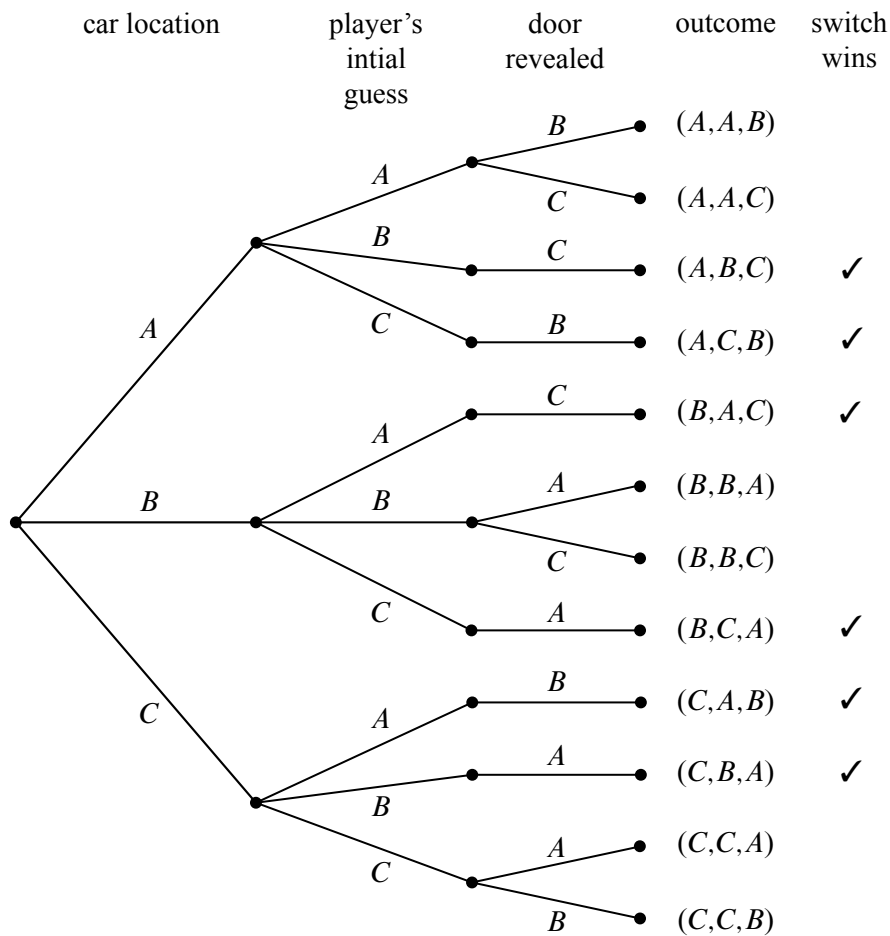 car location player's door outcome switch
intial revealed wins
guess
B (A,A,B)
A
C (A,A,C)
B C (A,B,C) ✓
C B (A,C,B) ✓
A
C (B,A,C) ✓
A
A (B,B,A)
B B
C (B,B,C)
C A (B,C,A) ✓
B (C,A,B) ✓
C A
A (C,B,A) ✓
B
A (C,C,A)
C
B (C,C,B)